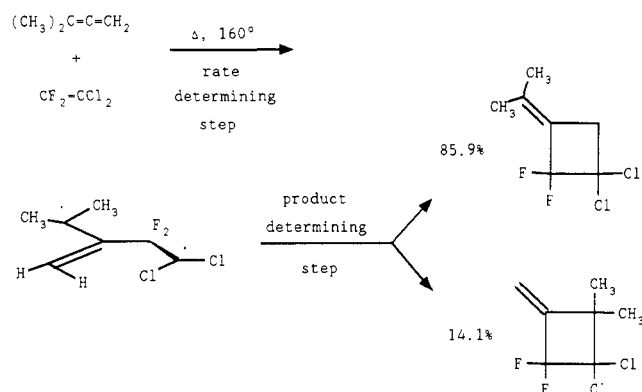 (CH₃)₂C=C=CH₂
+
CF₂=CCl₂
Δ, 160°
rate
determining
step
CH₃
CH₃
85.9%
F
F
Cl
Cl
CH₃
CH₃
F₂
Cl
Cl
H
H
product
determining
step
14.1%
CH₃
CH₃
F
F
Cl
Cl